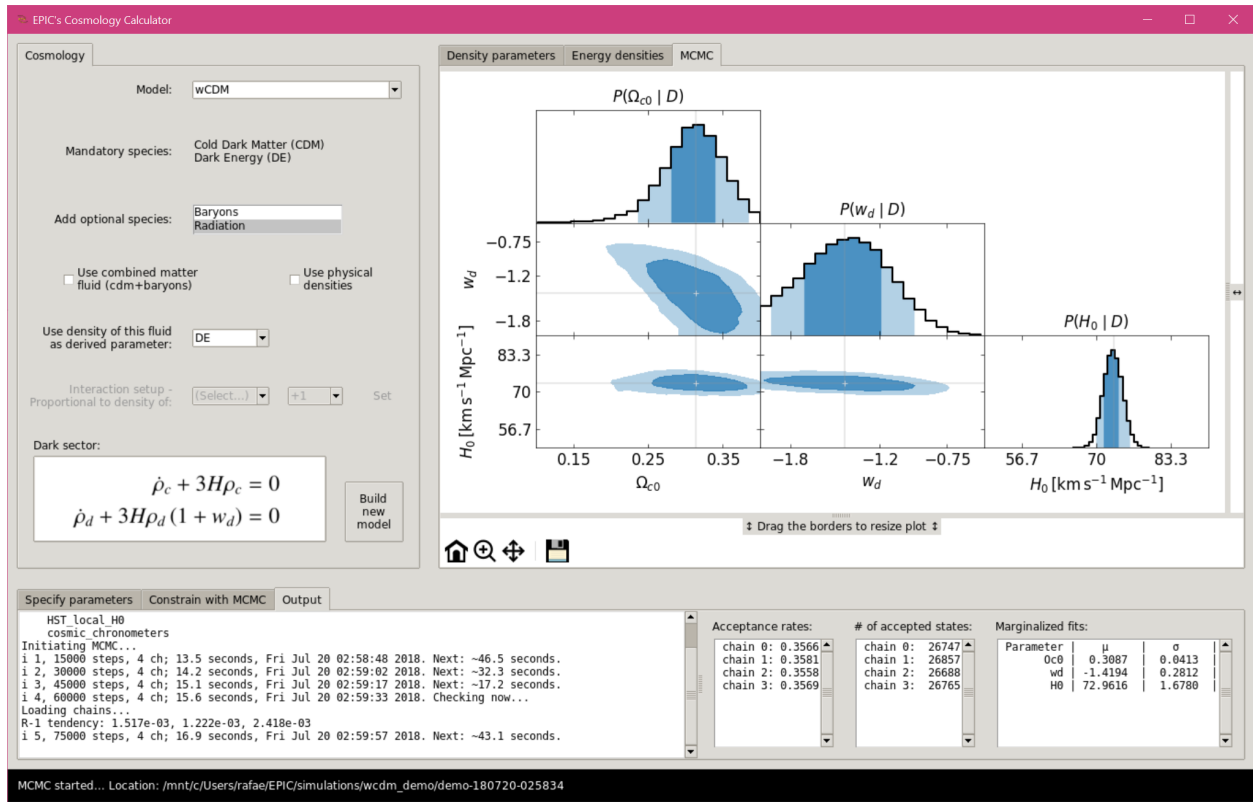 EPIC's Cosmology Calculator
Cosmology
Model:
wCDM
Mandatory species:
Cold Dark Matter (CDM)
Dark Energy (DE)
Add optional species:
Baryons
Radiation
Use combined matter
fluid (cdm+baryons)
Use physical
densities
Use density of this fluid
as derived parameter:
DE
Interaction setup -
Proportional to density of:
(Select...)
+1
Set
Dark sector:
ρ̇c + 3Hρc = 0
ρ̇d + 3Hρd (1 + wd) = 0
Build
new
model
Density parameters
Energy densities
MCMC
P(Ωc0 | D)
P(wd | D)
P(H0 | D)
−0.75
−1.2
−1.8
wd
83.3
70
56.7
H0 [km s−1 Mpc−1]
0.15 0.25 0.35
Ωc0
−1.8 −1.2 −0.75
wd
56.7 70 83.3
H0 [km s−1 Mpc−1]
↕ Drag the borders to resize plot ↕
Specify parameters
Constrain with MCMC
Output
HST_local_H0
cosmic_chronometers
Initiating MCMC...
i 1, 15000 steps, 4 ch; 13.5 seconds, Fri Jul 20 02:58:48 2018. Next: ~46.5 seconds.
i 2, 30000 steps, 4 ch; 14.2 seconds, Fri Jul 20 02:59:02 2018. Next: ~32.3 seconds.
i 3, 45000 steps, 4 ch; 15.1 seconds, Fri Jul 20 02:59:17 2018. Next: ~17.2 seconds.
i 4, 60000 steps, 4 ch; 15.6 seconds, Fri Jul 20 02:59:33 2018. Checking now...
Loading chains...
R-1 tendency: 1.517e-03, 1.222e-03, 2.418e-03
i 5, 75000 steps, 4 ch; 16.9 seconds, Fri Jul 20 02:59:57 2018. Next: ~43.1 seconds.
Acceptance rates:
chain 0: 0.3566
chain 1: 0.3581
chain 2: 0.3558
chain 3: 0.3569
# of accepted states:
chain 0: 26747
chain 1: 26857
chain 2: 26688
chain 3: 26765
Marginalized fits:
Parameter | μ | σ |
Oc0 | 0.3087 | 0.0413 |
wd | -1.4194 | 0.2812 |
H0 | 72.9616 | 1.6780 |
MCMC started... Location: /mnt/c/Users/rafae/EPIC/simulations/wcdm_demo/demo-180720-025834